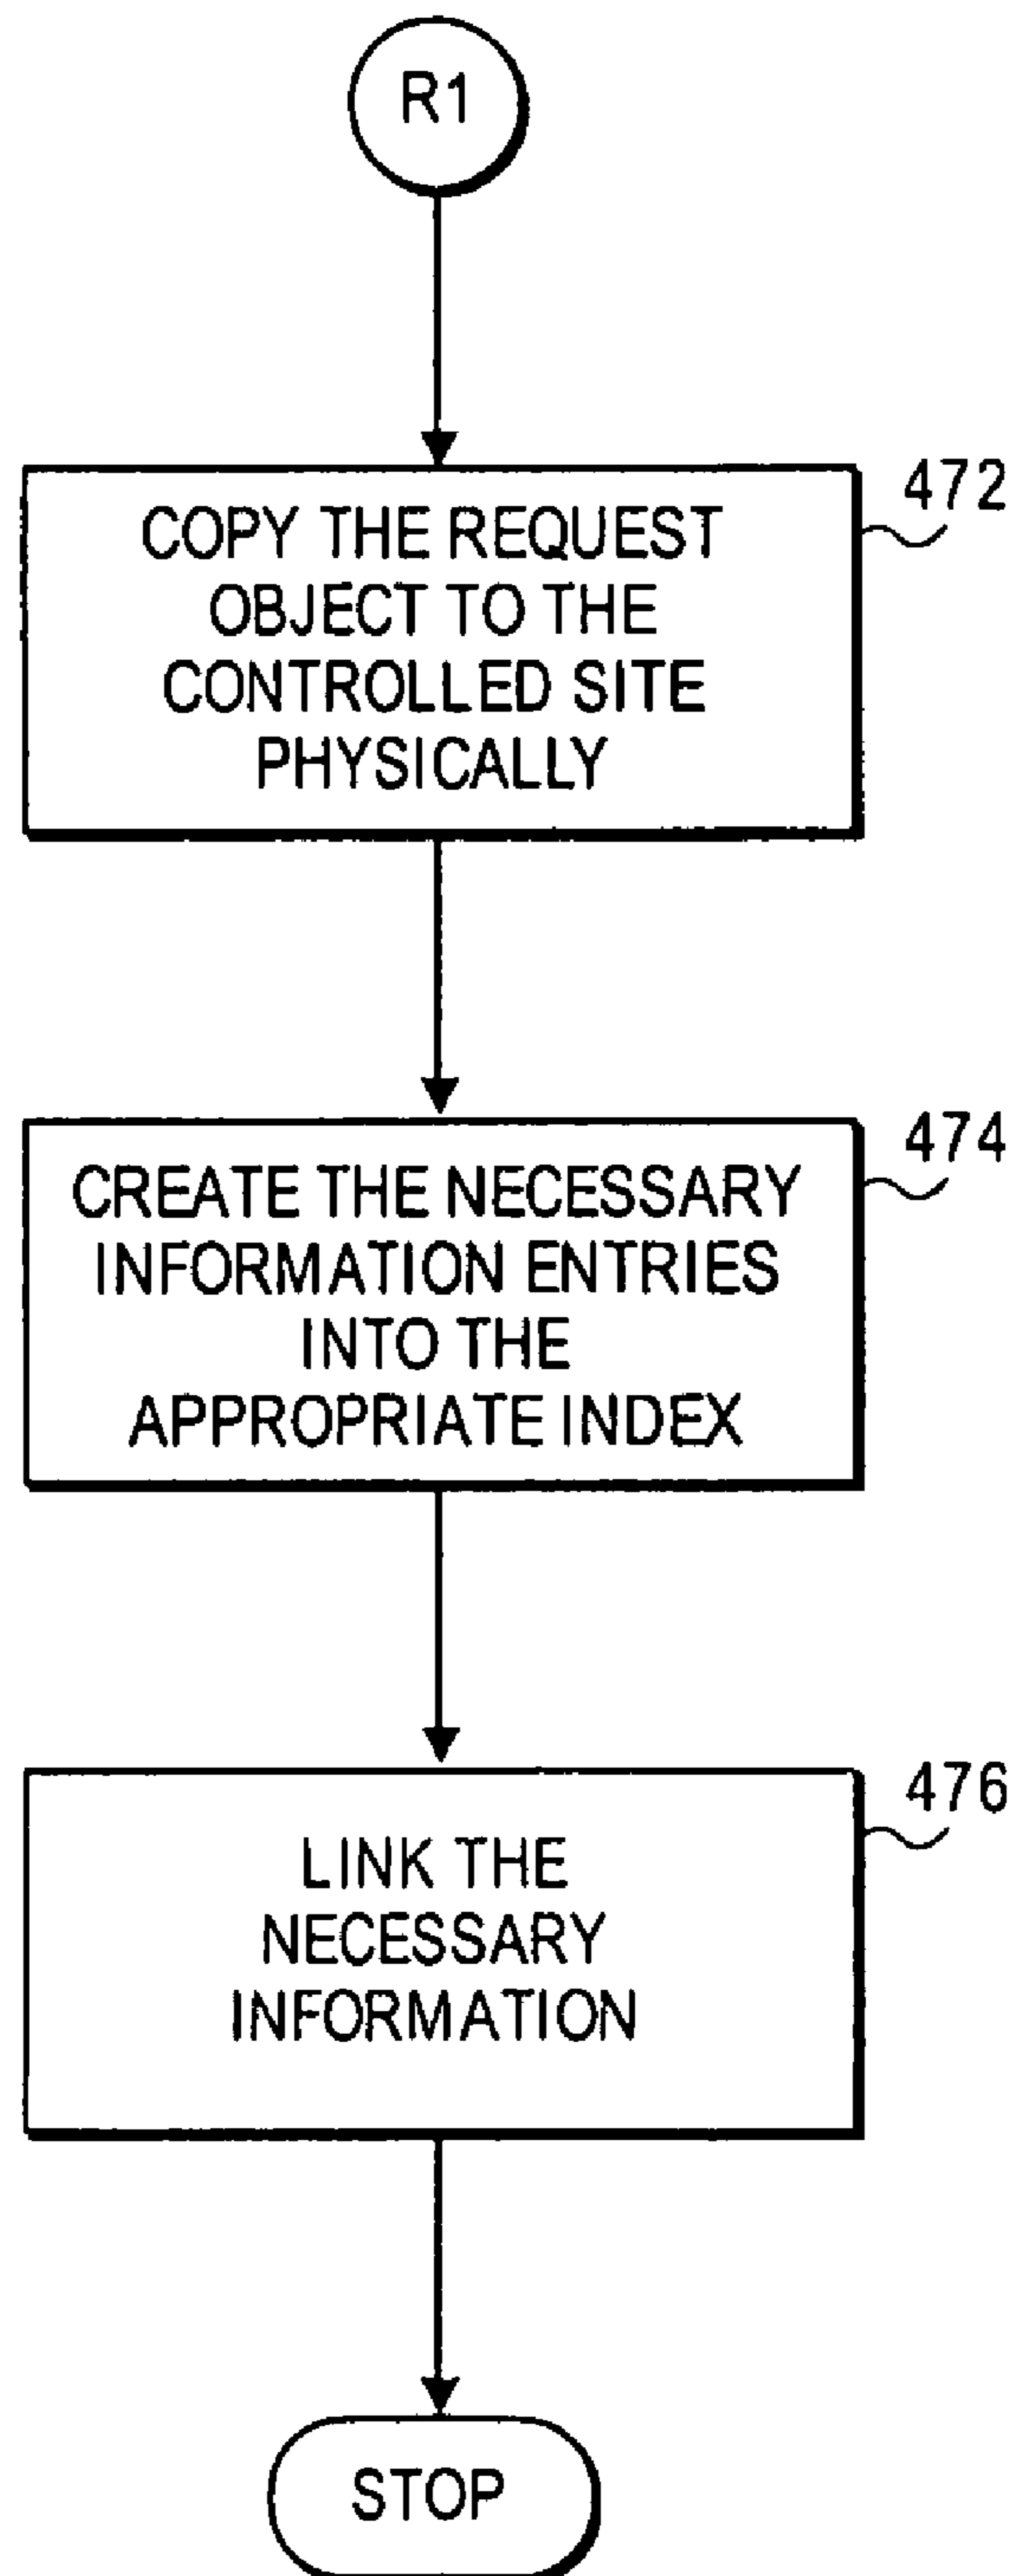 R1
472
COPY THE REQUEST
OBJECT TO THE
CONTROLLED SITE
PHYSICALLY
474
CREATE THE NECESSARY
INFORMATION ENTRIES
INTO THE
APPROPRIATE INDEX
476
LINK THE
NECESSARY
INFORMATION
STOP